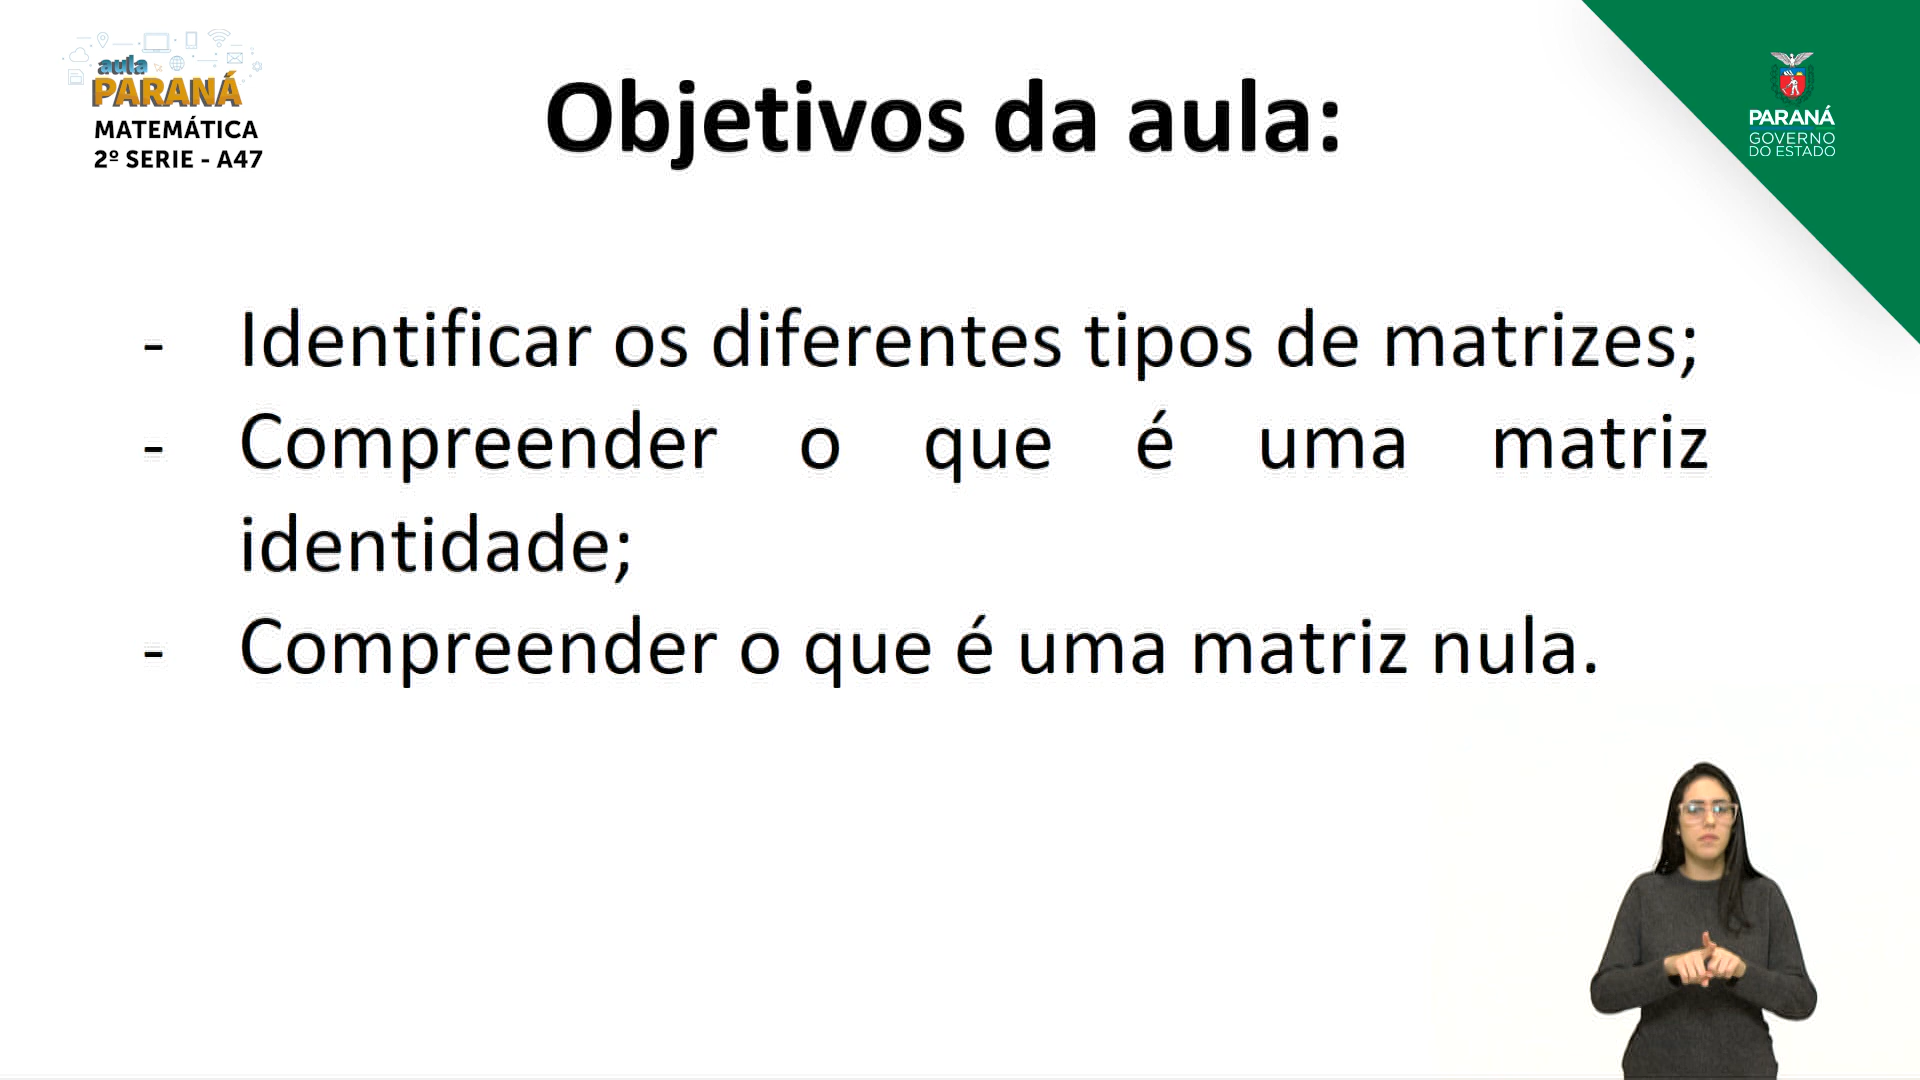 aula
PARANÁ
MATEMÁTICA
2º SERIE - A47
Objetivos da aula:
PARANÁ
GOVERNO
DO ESTADO
- Identificar os diferentes tipos de matrizes;
- Compreender o que é uma matriz
identidade;
- Compreender o que é uma matriz nula.